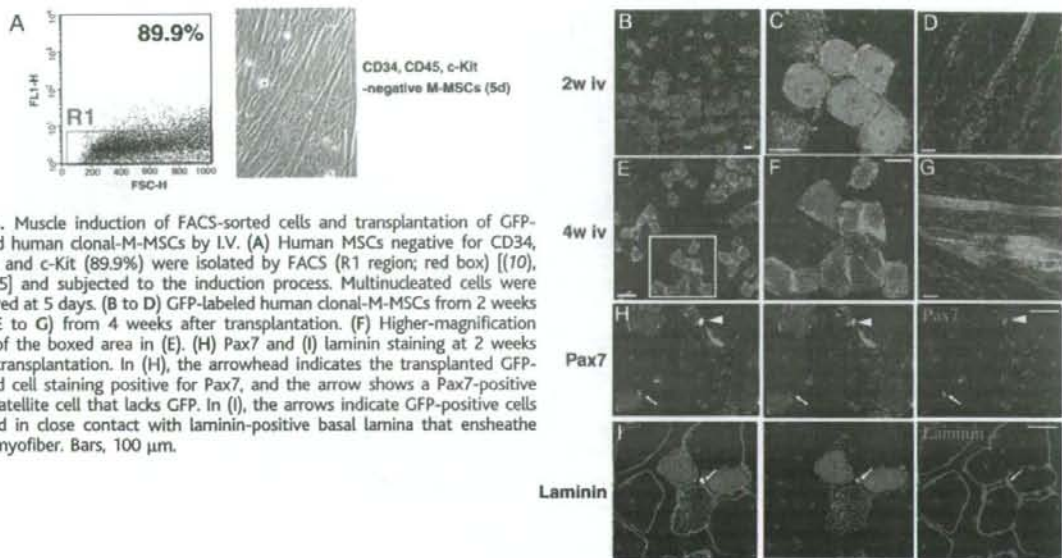 A
89.9%
FL1-H
10⁴
10³
10²
10¹
10⁰
R1
200 400 600 800 1000
FSC-H
CD34, CD45, c-Kit
-negative M-MSCs (5d)
. Muscle induction of FACS-sorted cells and transplantation of GFP-
d human clonal-M-MSCs by I.V. (A) Human MSCs negative for CD34,
and c-Kit (89.9%) were isolated by FACS (R1 region; red box) [(10),
5] and subjected to the induction process. Multinucleated cells were
ed at 5 days. (B to D) GFP-labeled human clonal-M-MSCs from 2 weeks
E to G) from 4 weeks after transplantation. (F) Higher-magnification
of the boxed area in (E). (H) Pax7 and (I) laminin staining at 2 weeks
transplantation. In (H), the arrowhead indicates the transplanted GFP-
d cell staining positive for Pax7, and the arrow shows a Pax7-positive
atellite cell that lacks GFP. In (I), the arrows indicate GFP-positive cells
d in close contact with laminin-positive basal lamina that ensheathe
myofiber. Bars, 100 μm.
B C D
2w iv
E F G
4w iv
H Pax7
Pax7
I Laminin
Laminin